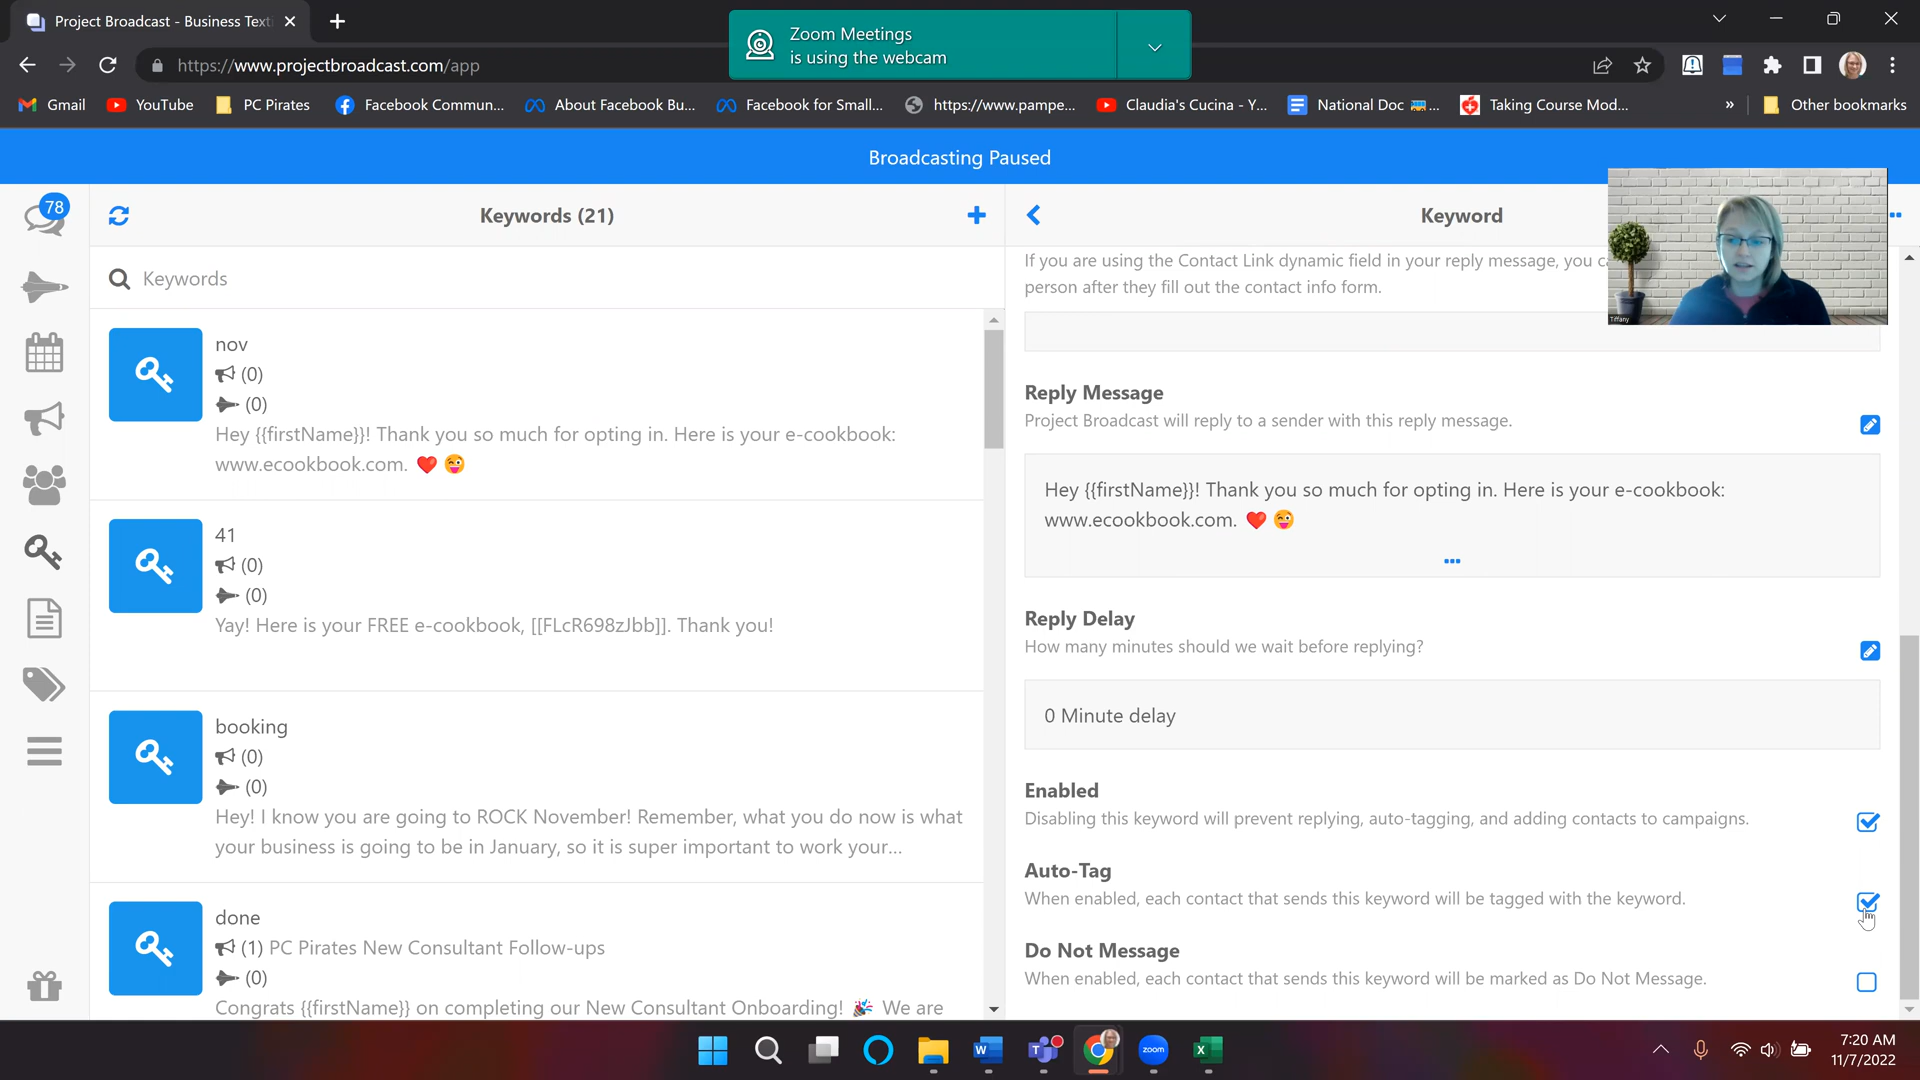 Project Broadcast - Business Texti
Zoom Meetings
is using the webcam
https://www.projectbroadcast.com/app
Gmail
YouTube
PC Pirates
Facebook Commun...
About Facebook Bu...
Facebook for Small...
https://www.pampe...
Claudia's Cucina - Y...
National Doc 🚌...
Taking Course Mod...
»
Other bookmarks
Broadcasting Paused
78
Keywords (21)
Keyword
Keywords
nov
(0)
(0)
Hey {{firstName}}! Thank you so much for opting in. Here is your e-cookbook:
www.ecookbook.com. ❤️ 😜
41
(0)
(0)
Yay! Here is your FREE e-cookbook, [[FLcR698zJbb]]. Thank you!
booking
(0)
(0)
Hey! I know you are going to ROCK November! Remember, what you do now is what
your business is going to be in January, so it is super important to work your...
done
(1) PC Pirates New Consultant Follow-ups
(0)
Congrats {{firstName}} on completing our New Consultant Onboarding! 🎉 We are
If you are using the Contact Link dynamic field in your reply message, you c
person after they fill out the contact info form.
Tiffany
Reply Message
Project Broadcast will reply to a sender with this reply message.
Hey {{firstName}}! Thank you so much for opting in. Here is your e-cookbook:
www.ecookbook.com. ❤️ 😜
Reply Delay
How many minutes should we wait before replying?
0 Minute delay
Enabled
Disabling this keyword will prevent replying, auto-tagging, and adding contacts to campaigns.
Auto-Tag
When enabled, each contact that sends this keyword will be tagged with the keyword.
Do Not Message
When enabled, each contact that sends this keyword will be marked as Do Not Message.
zoom
7:20 AM
11/7/2022